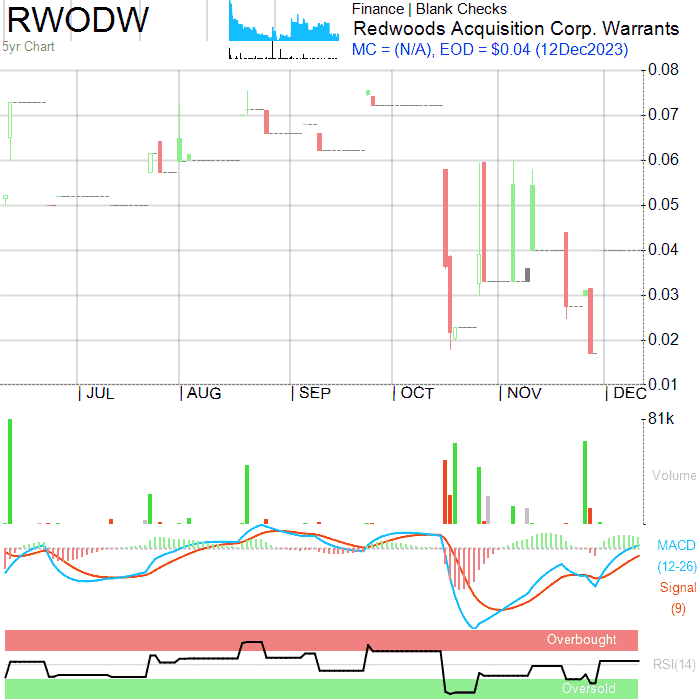 RWODW
5yr Chart
Finance | Blank Checks
Redwoods Acquisition Corp. Warrants
MC = (N/A), EOD = $0.04 (12Dec2023)
0.08
0.07
0.06
0.05
0.04
0.03
0.02
0.01
JUL
AUG
SEP
OCT
NOV
DEC
81k
Volume
MACD
(12-26)
Signal
(9)
Overbought
RSI(14)
Oversold